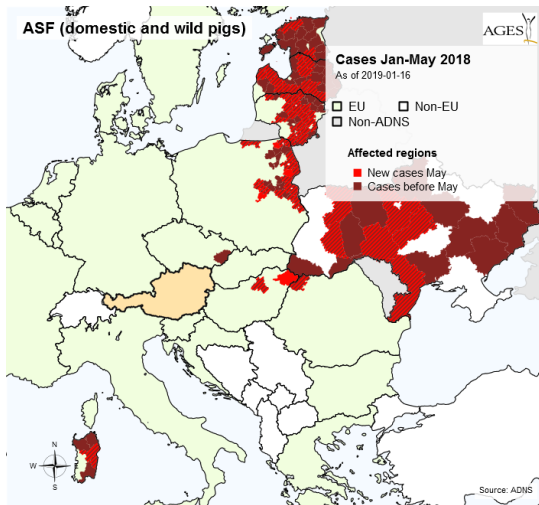 ASF (domestic and wild pigs)
AGES
Cases Jan-May 2018
As of 2019-01-16
EU Non-EU
Non-ADNS
Affected regions
New cases May
Cases before May
N
W E
S
Source: ADNS